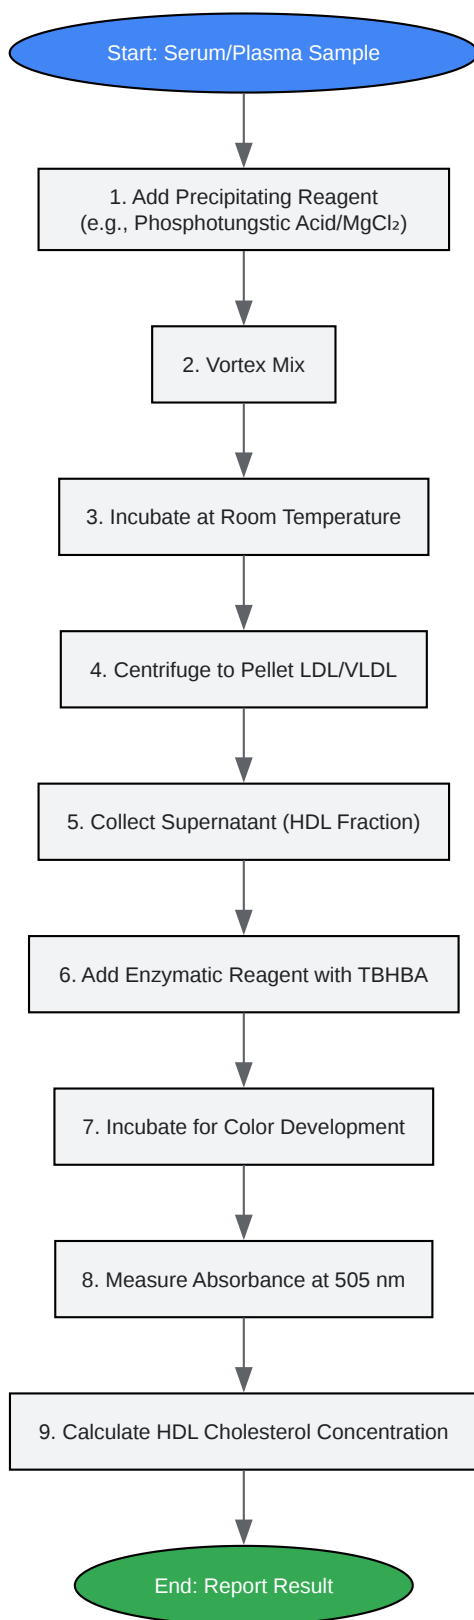 Start: Serum/Plasma Sample
1. Add Precipitating Reagent
(e.g., Phosphotungstic Acid/MgCl₂)
2. Vortex Mix
3. Incubate at Room Temperature
4. Centrifuge to Pellet LDL/VLDL
5. Collect Supernatant (HDL Fraction)
6. Add Enzymatic Reagent with TBHBA
7. Incubate for Color Development
8. Measure Absorbance at 505 nm
9. Calculate HDL Cholesterol Concentration
End: Report Result